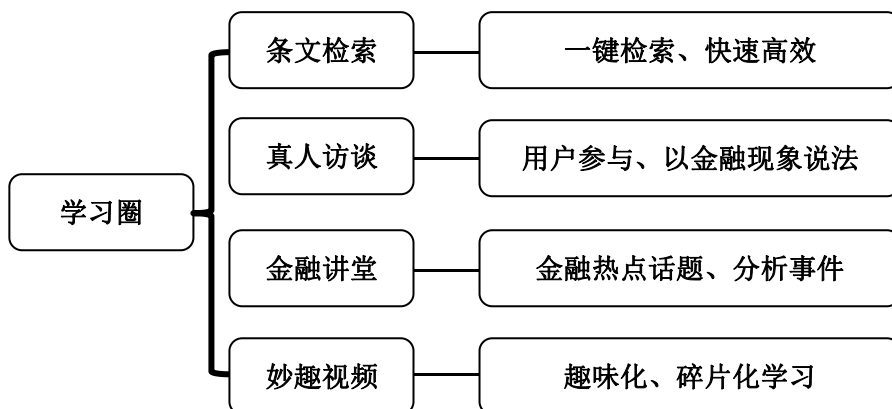 条文检索
一键检索、快速高效
真人访谈
用户参与、以金融现象说法
学习圈
金融讲堂
金融热点话题、分析事件
妙趣视频
趣味化、碎片化学习